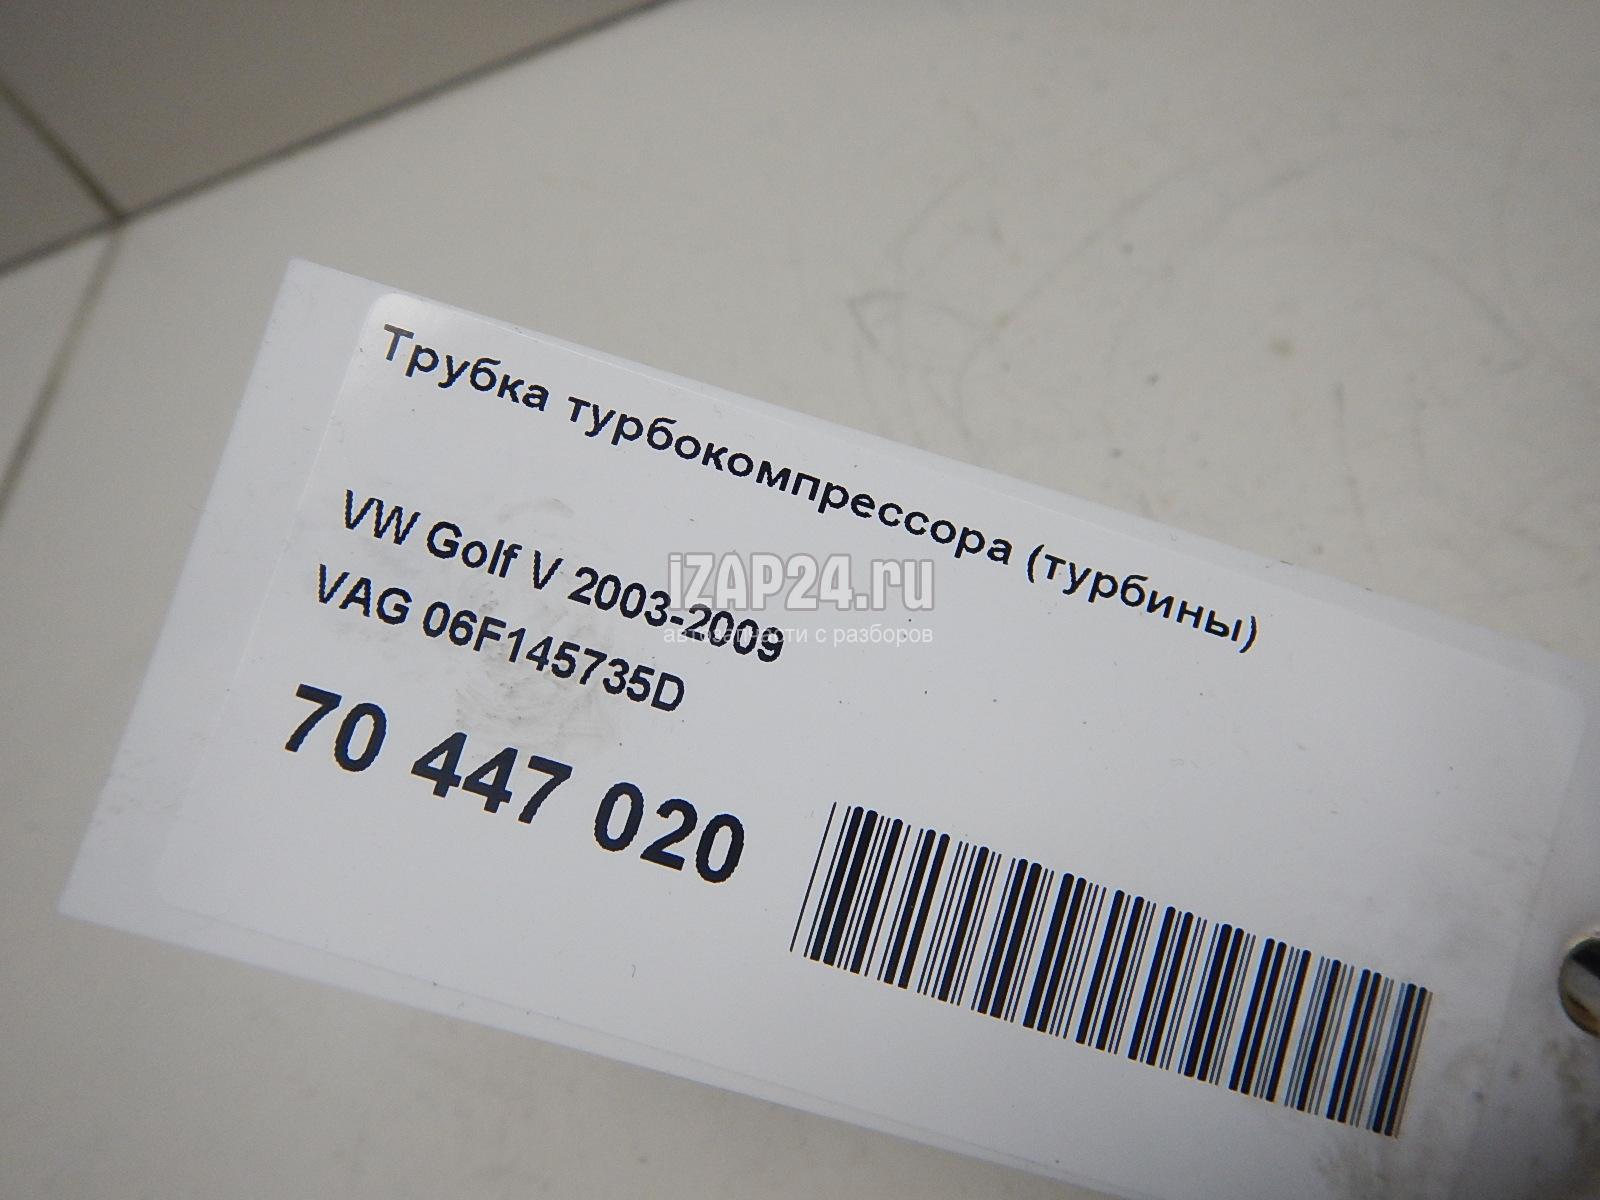 Трубка турбокомпрессора (турбины)
VW Golf V 2003-2009
VAG 06F145735D
70 447 020
iZAP24.ru
автозапчасти с разборов